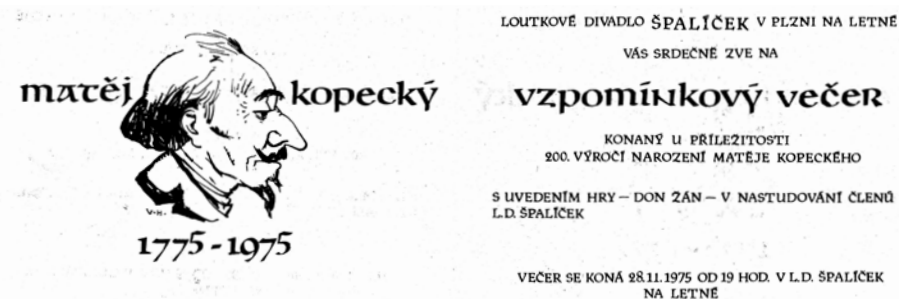 matěj kopecký
V.H.
1775-1975
LOUTKOVÉ DIVADLO ŠPALÍČEK V PLZNI NA LETNÉ
VÁS SRDEČNĚ ZVE NA
vzpomínkový večer
KONANÝ U PŘÍLEŽITOSTI
200. VÝROČÍ NAROZENÍ MATĚJE KOPECKÉHO
S UVEDENÍM HRY – DON ŽÁN – V NASTUDOVÁNÍ ČLENŮ
L.D. ŠPALÍČEK
VEČER SE KONÁ 28.11.1975 OD 19 HOD. V L.D. ŠPALÍČEK
NA LETNÉ